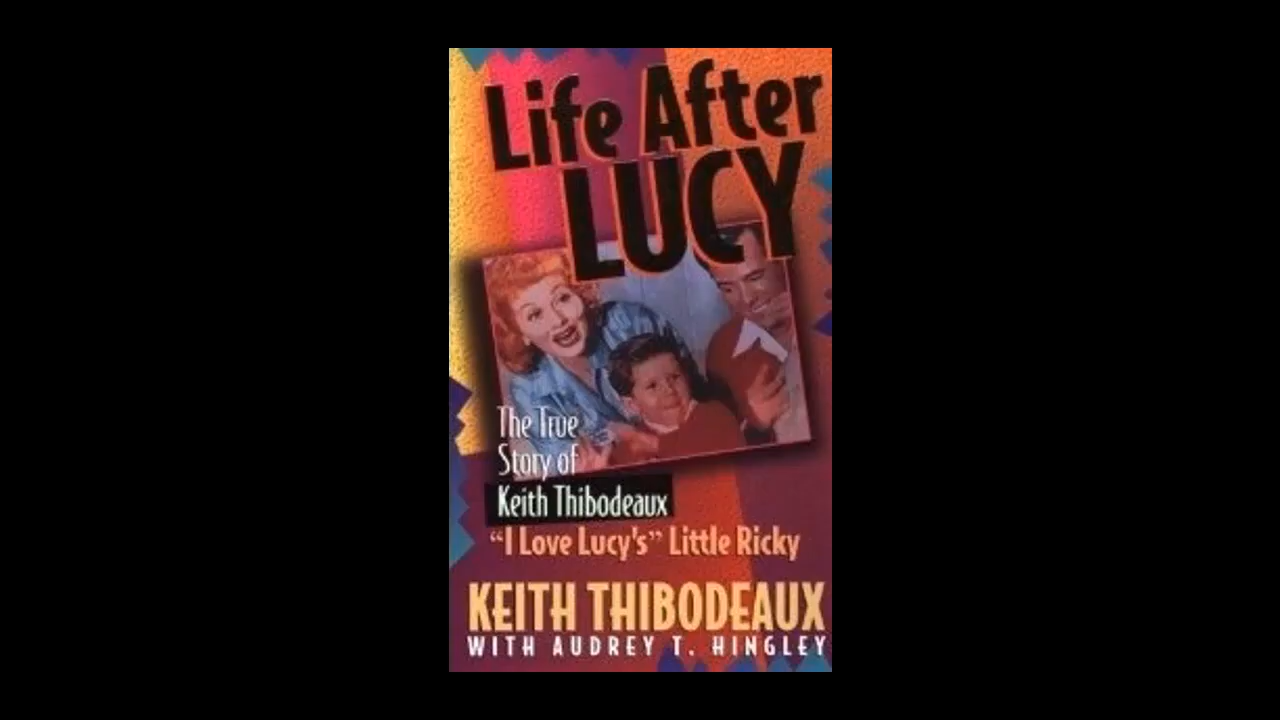 Life After
LUCY
The True
Story of
Keith Thibodeaux
“I Love Lucy's” Little Ricky
KEITH THIBODEAUX
WITH AUDREY T. HINGLEY